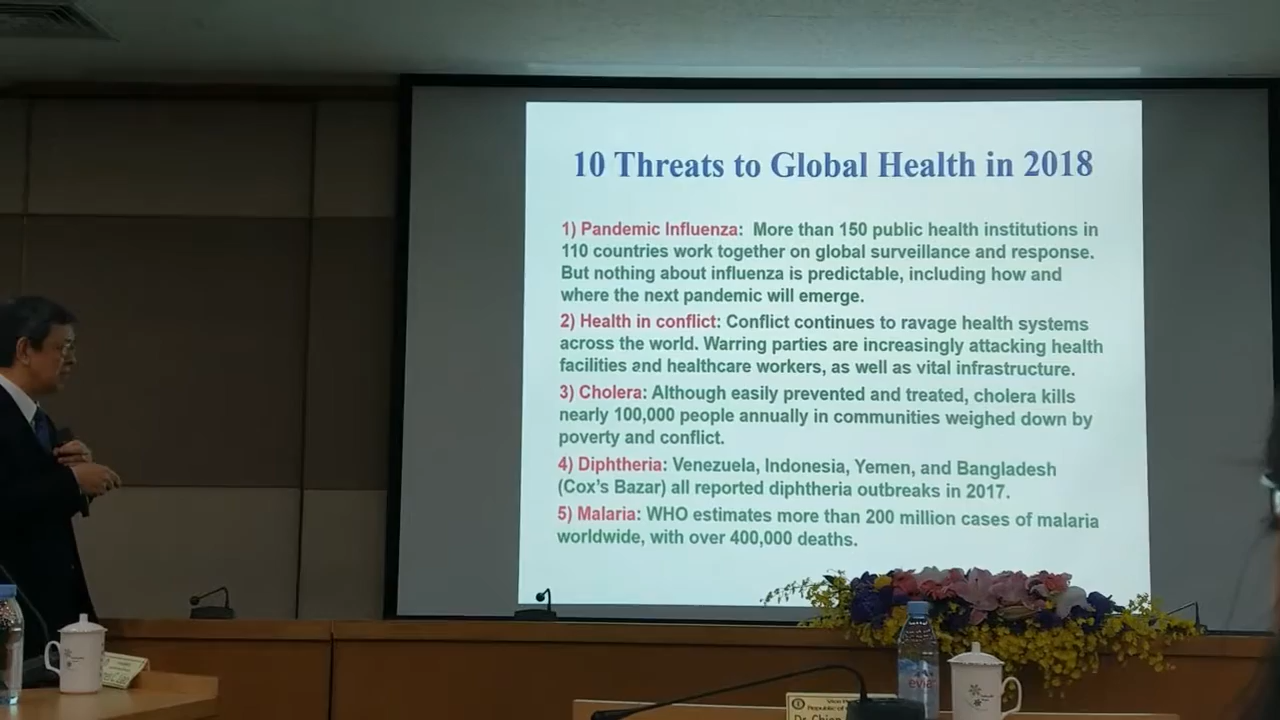 10 Threats to Global Health in 2018
1) Pandemic Influenza: More than 150 public health institutions in
110 countries work together on global surveillance and response.
But nothing about influenza is predictable, including how and
where the next pandemic will emerge.
2) Health in conflict: Conflict continues to ravage health systems
across the world. Warring parties are increasingly attacking health
facilities and healthcare workers, as well as vital infrastructure.
3) Cholera: Although easily prevented and treated, cholera kills
nearly 100,000 people annually in communities weighed down by
poverty and conflict.
4) Diphtheria: Venezuela, Indonesia, Yemen, and Bangladesh
(Cox's Bazar) all reported diphtheria outbreaks in 2017.
5) Malaria: WHO estimates more than 200 million cases of malaria
worldwide, with over 400,000 deaths.
evian
Vice
Republic of
Dr. Chien